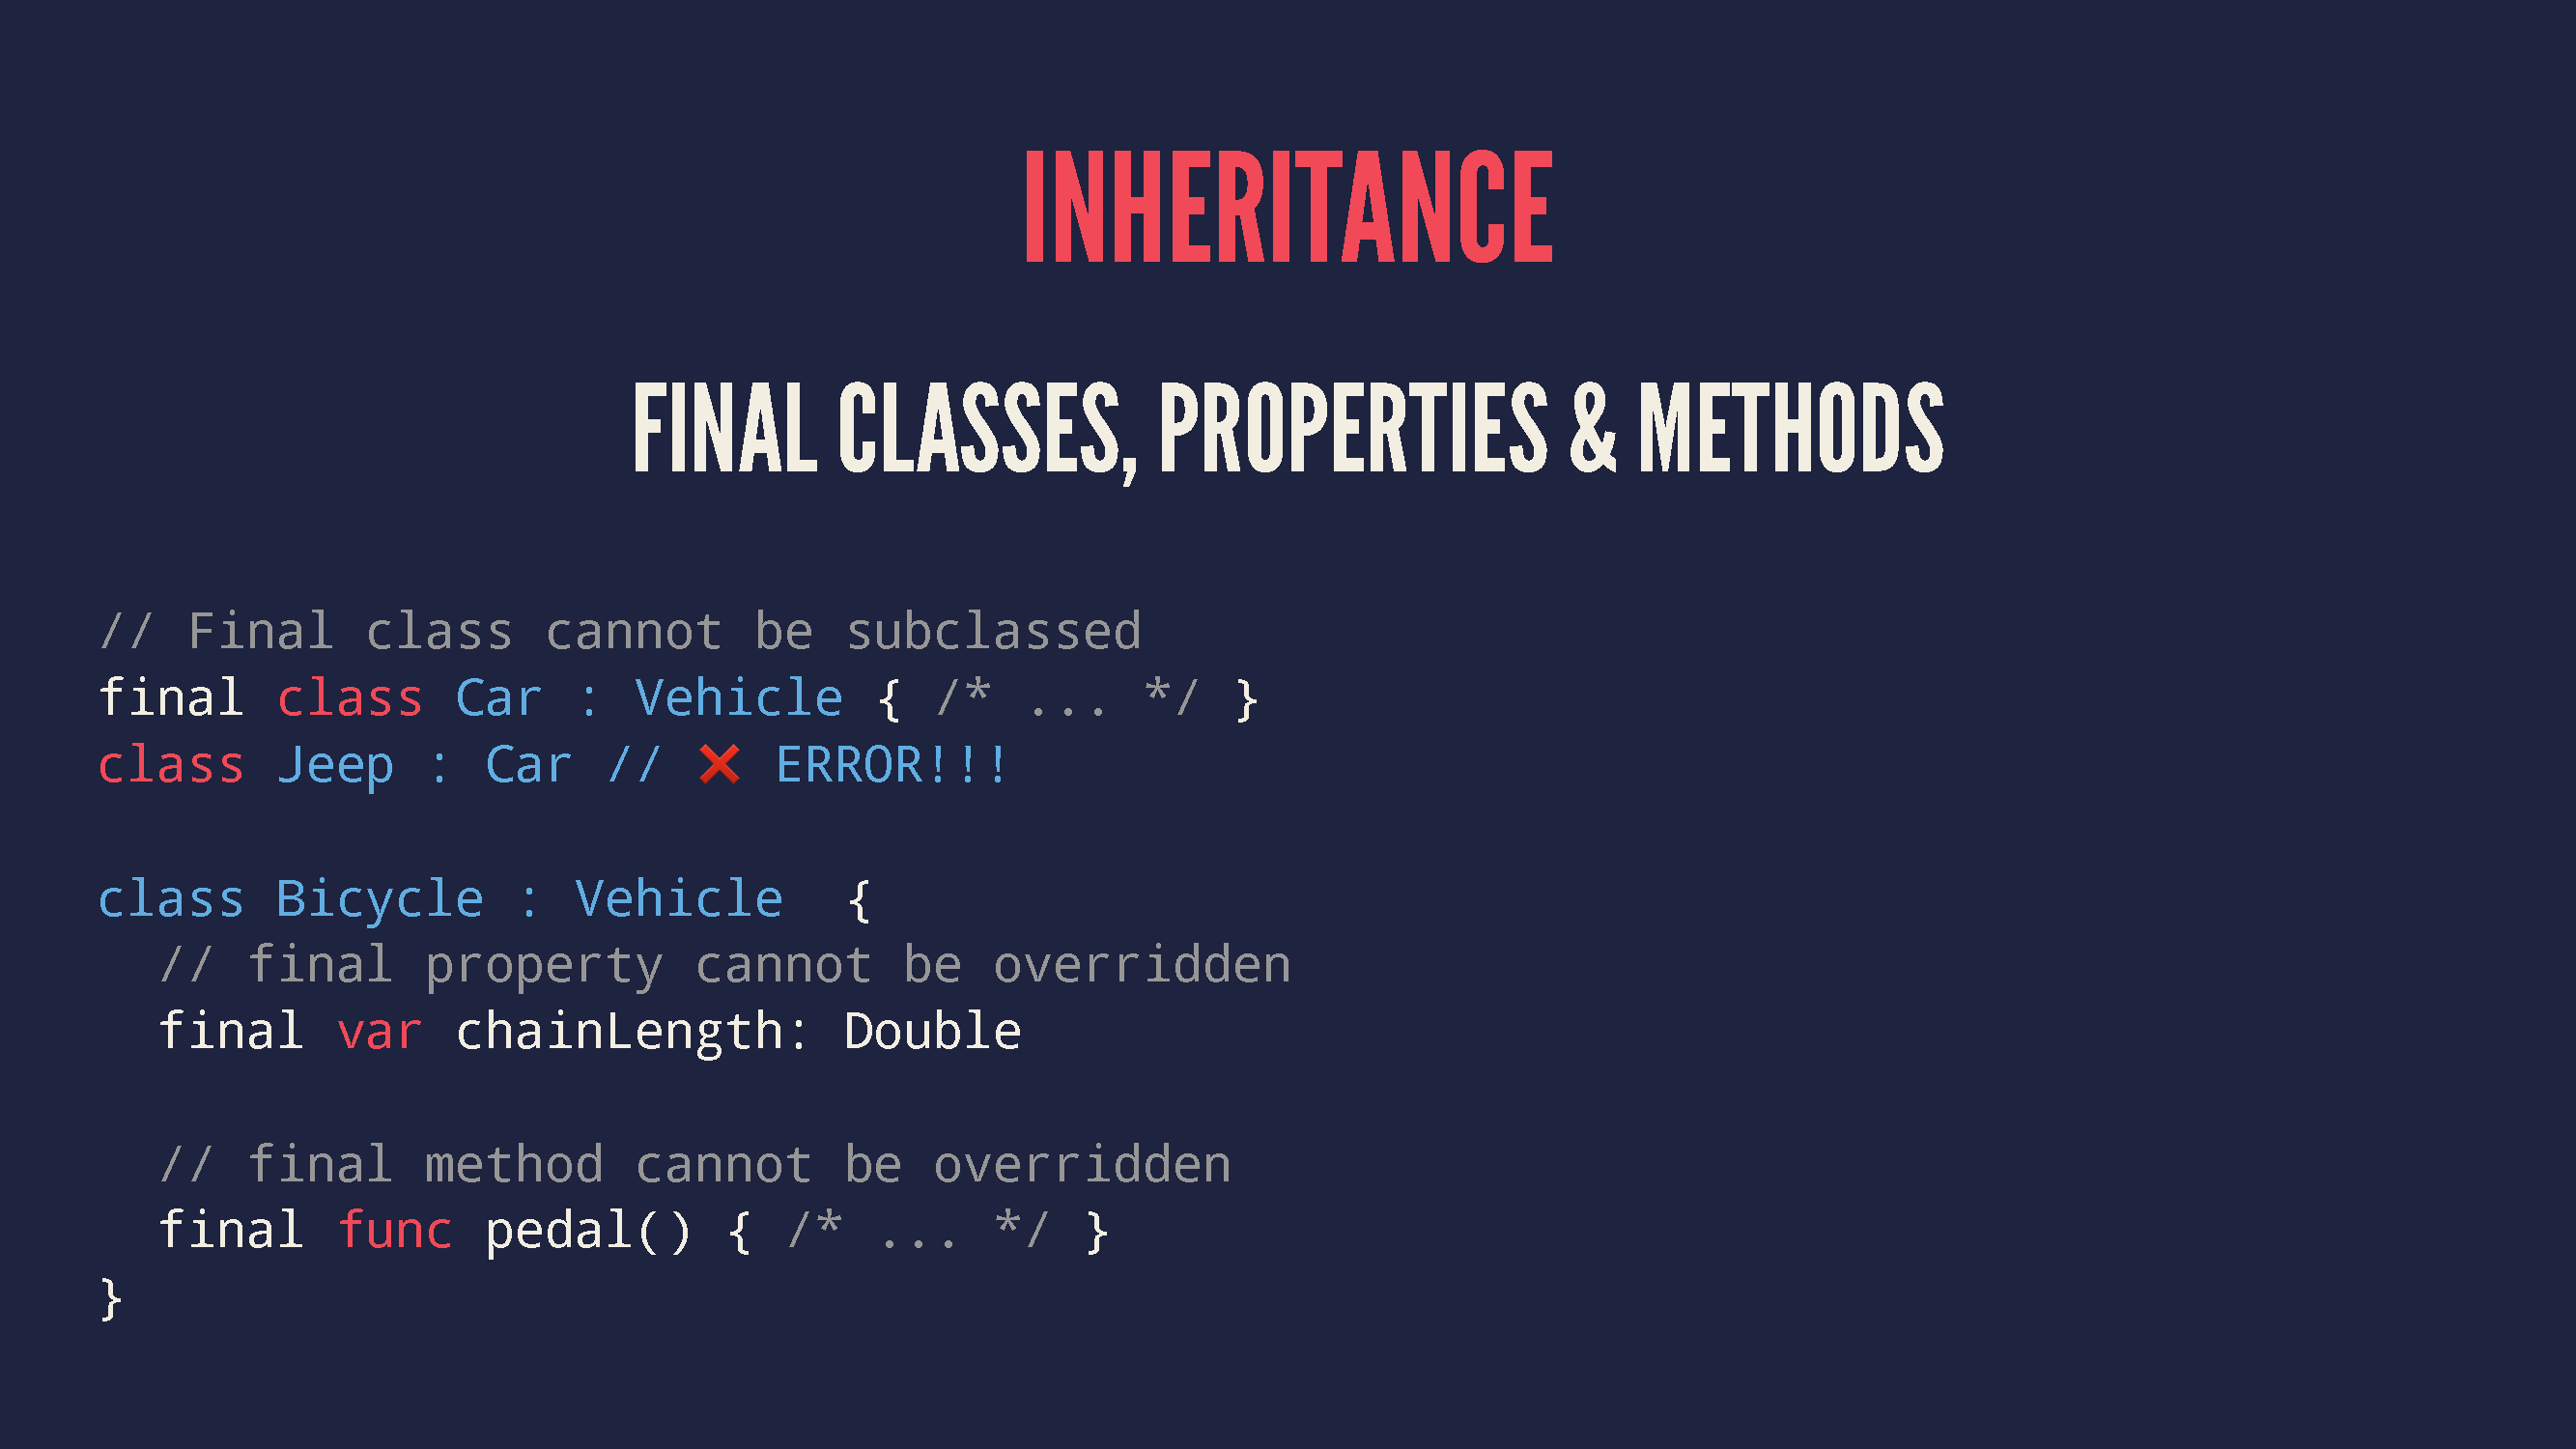 INHERITANCE
FINAL CLASSES, PROPERTIES & METHODS
// Final class cannot be subclassed
final class Car : Vehicle { /* ... */ }
class Jeep : Car // ❌ ERROR!!!
class Bicycle : Vehicle {
// final property cannot be overridden
final var chainLength: Double
// final method cannot be overridden
final func pedal() { /* ... */ }
}